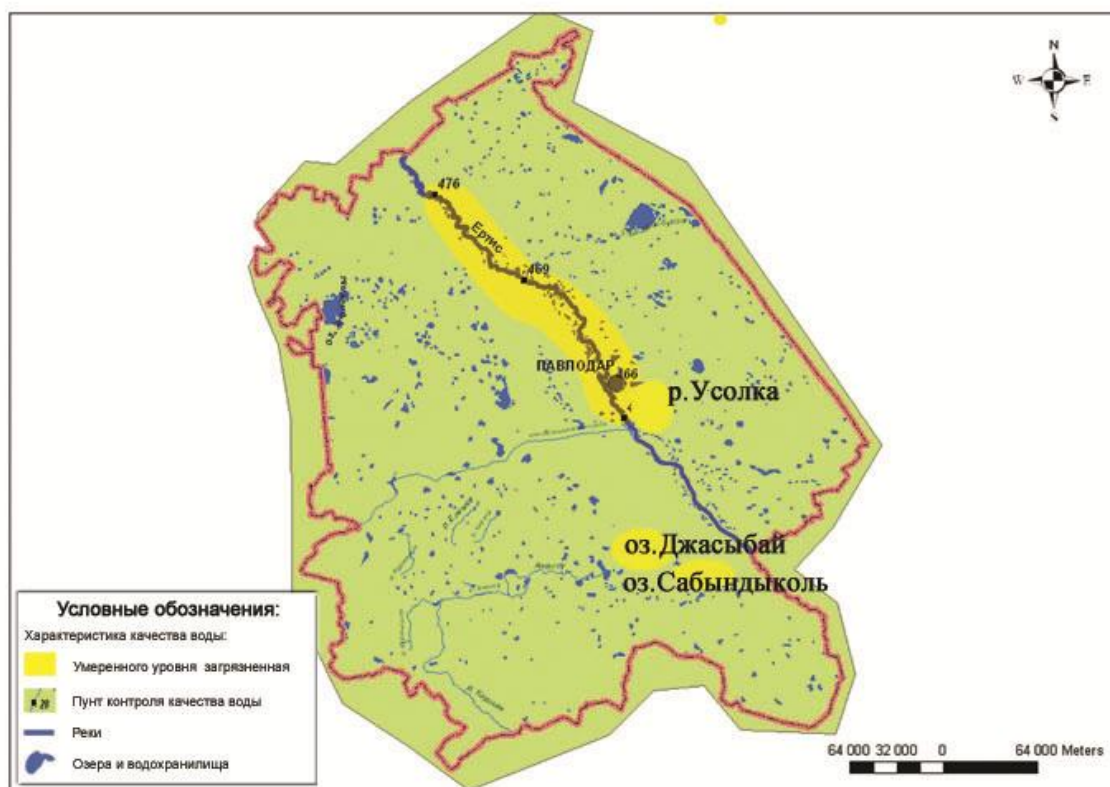 N
W E
S
476
Ертис
469
ПАВЛОДАР
466
р.Усолка
оз.Джасыбай
оз.Сабындыколь
Условные обозначения:
Характеристика качества воды:
Умеренного уровня загрязненная
20
Пунт контроля качества воды
Реки
Озера и водохранилища
64 000 32 000 0 64 000 Meters